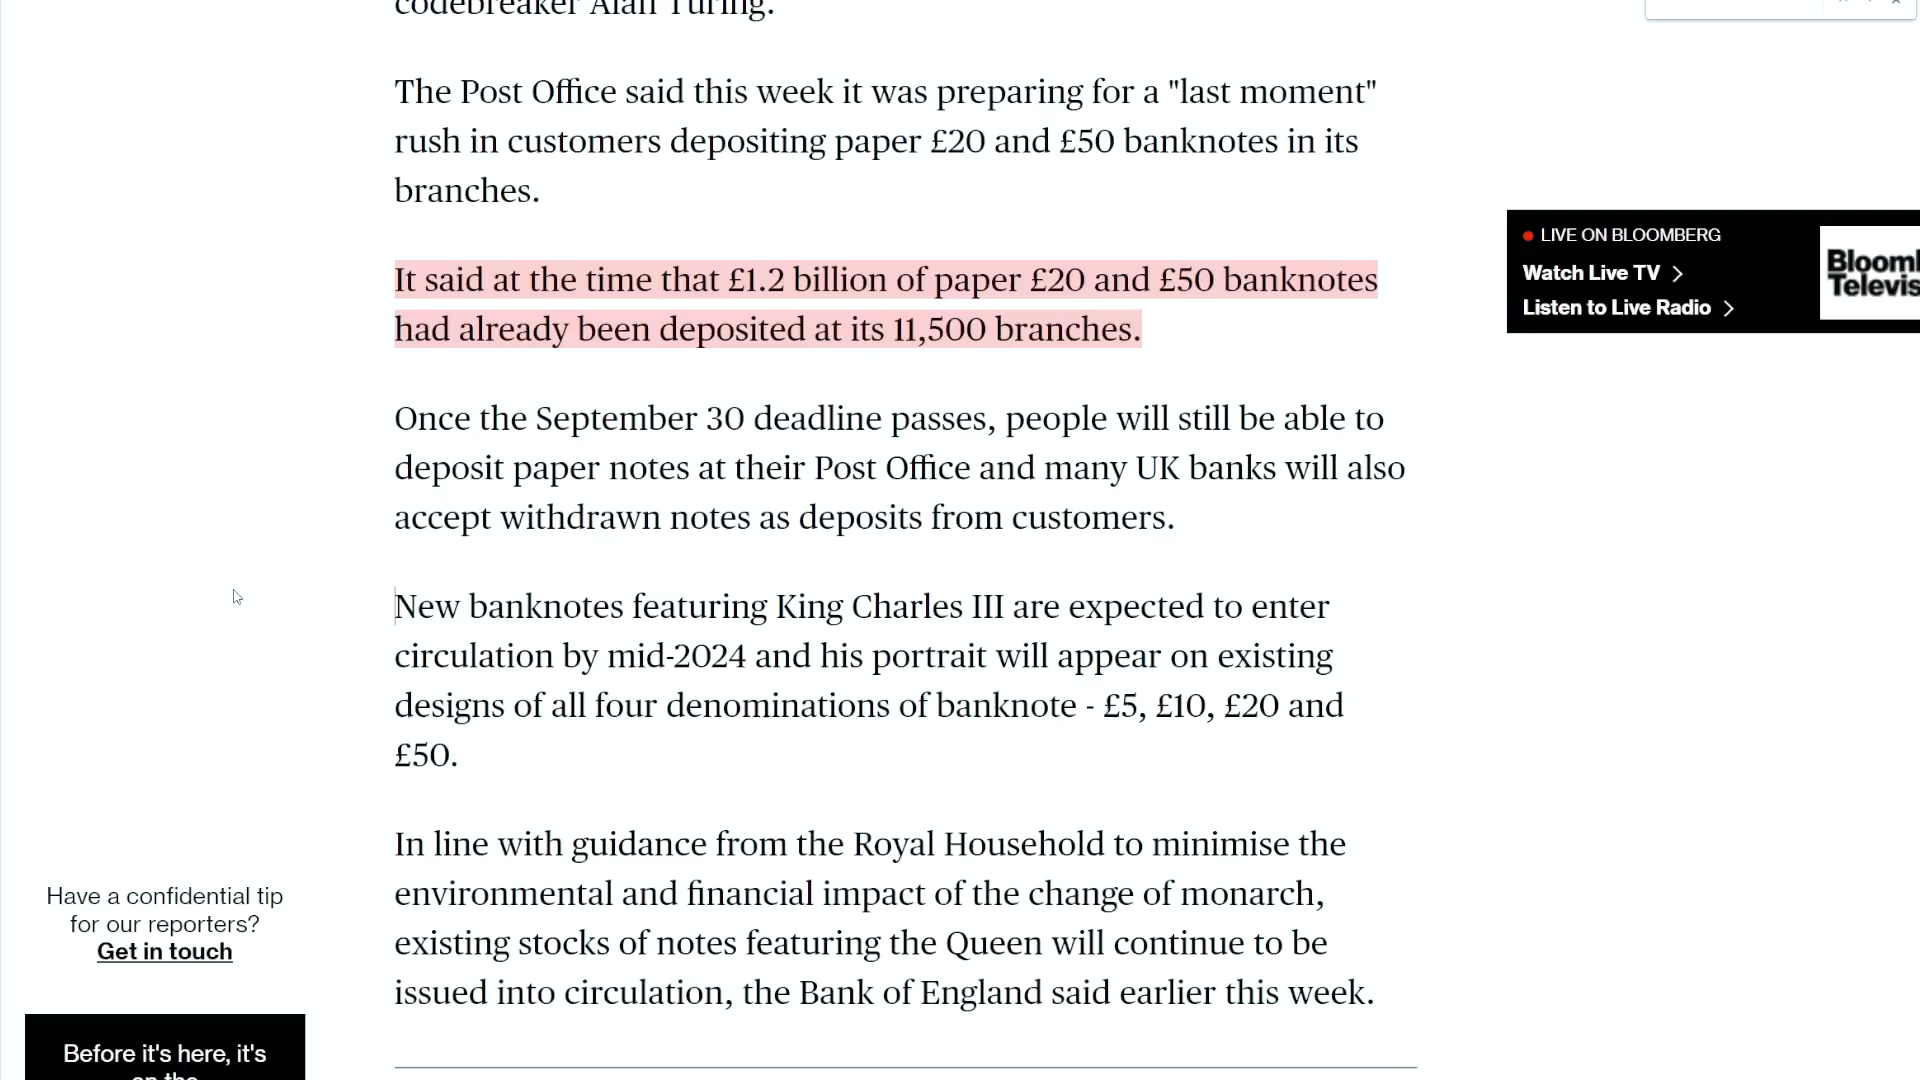 codebreaker Alan Turing.
The Post Office said this week it was preparing for a "last moment"
rush in customers depositing paper £20 and £50 banknotes in its
branches.
It said at the time that £1.2 billion of paper £20 and £50 banknotes
had already been deposited at its 11,500 branches.
Once the September 30 deadline passes, people will still be able to
deposit paper notes at their Post Office and many UK banks will also
accept withdrawn notes as deposits from customers.
New banknotes featuring King Charles III are expected to enter
circulation by mid-2024 and his portrait will appear on existing
designs of all four denominations of banknote - £5, £10, £20 and
£50.
In line with guidance from the Royal Household to minimise the
environmental and financial impact of the change of monarch,
existing stocks of notes featuring the Queen will continue to be
issued into circulation, the Bank of England said earlier this week.
LIVE ON BLOOMBERG
Watch Live TV
Listen to Live Radio
Have a confidential tip
for our reporters?
Get in touch
Before it's here, it's
on the